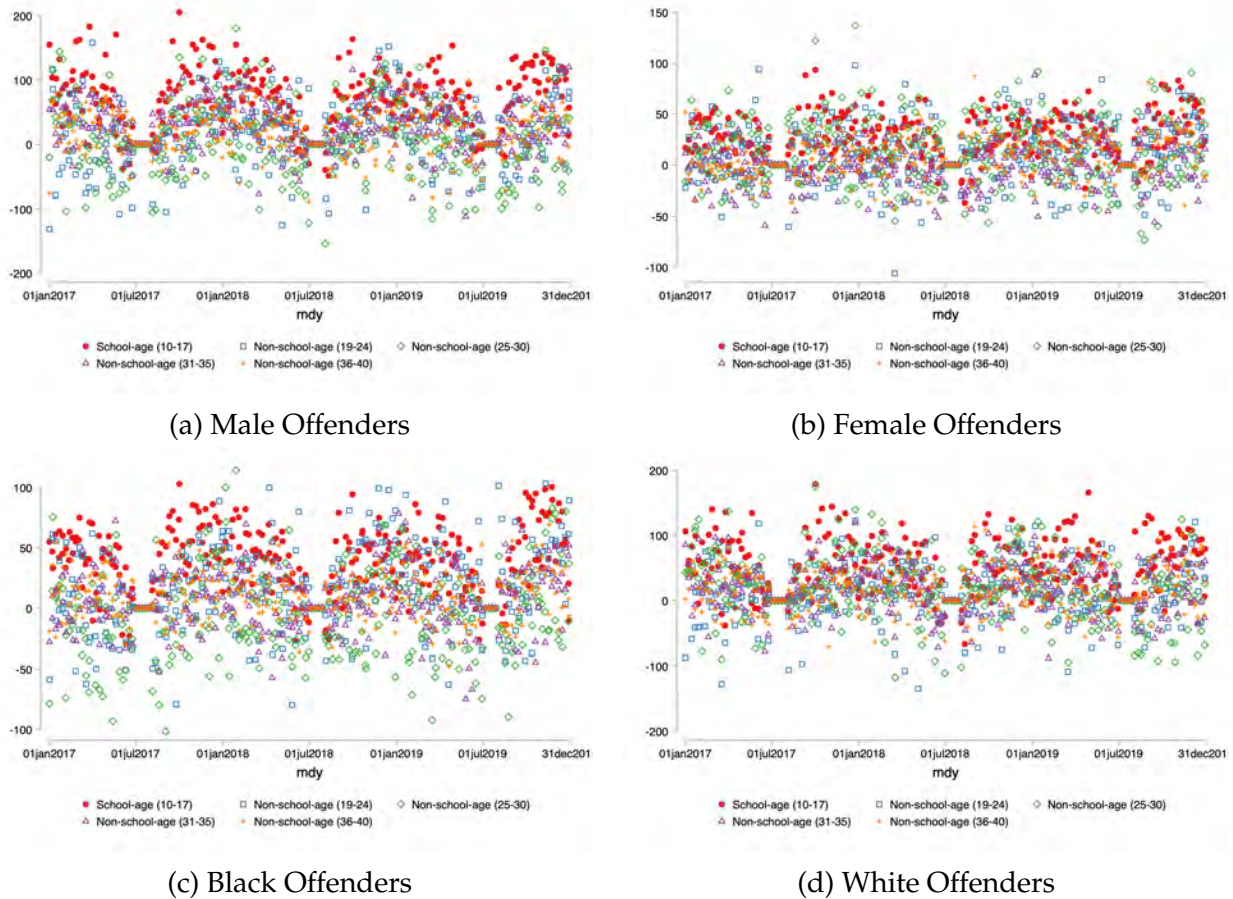 200
100
0
-100
-200
01jan2017 01jul2017 01jan2018 01jul2018 01jan2019 01jul2019 31dec201
mdy
School-age (10-17) Non-school-age (19-24) Non-school-age (25-30)
Non-school-age (31-35) Non-school-age (36-40)
(a) Male Offenders
150
100
50
0
-50
-100
01jan2017 01jul2017 01jan2018 01jul2018 01jan2019 01jul2019 31dec201
mdy
School-age (10-17) Non-school-age (19-24) Non-school-age (25-30)
Non-school-age (31-35) Non-school-age (36-40)
(b) Female Offenders
100
50
0
-50
-100
01jan2017 01jul2017 01jan2018 01jul2018 01jan2019 01jul2019 31dec201
mdy
School-age (10-17) Non-school-age (19-24) Non-school-age (25-30)
Non-school-age (31-35) Non-school-age (36-40)
(c) Black Offenders
200
100
0
-100
-200
01jan2017 01jul2017 01jan2018 01jul2018 01jan2019 01jul2019 31dec201
mdy
School-age (10-17) Non-school-age (19-24) Non-school-age (25-30)
Non-school-age (31-35) Non-school-age (36-40)
(d) White Offenders